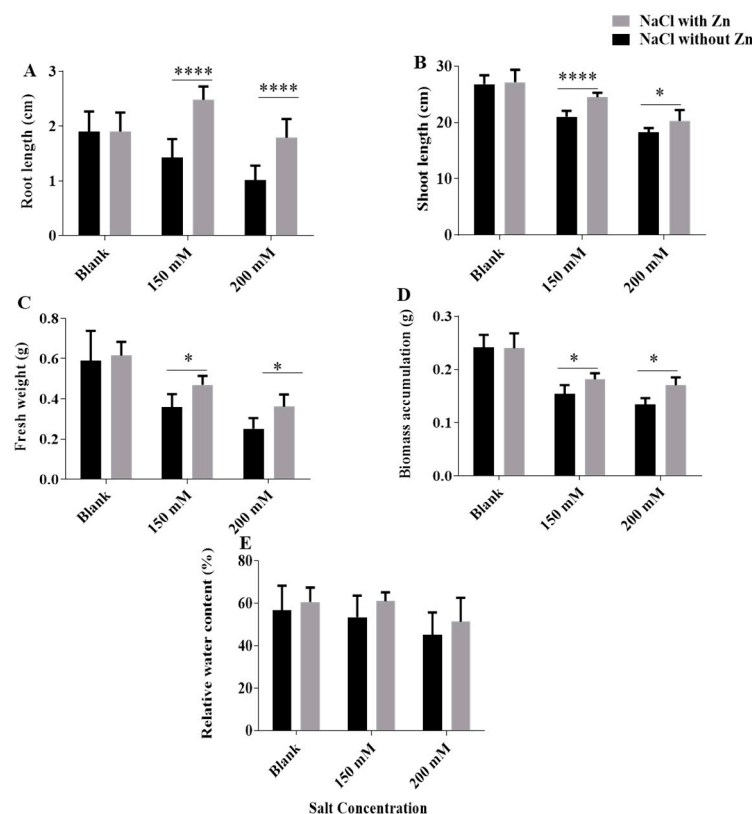 NaCl with Zn
NaCl without Zn
A
Root length (cm)
3
2
1
0
****
****
Blank
150 mM
200 mM
B
Shoot length (cm)
30
20
10
0
****
*
Blank
150 mM
200 mM
C
Fresh weight (g)
0.8
0.6
0.4
0.2
0.0
*
*
Blank
150 mM
200 mM
D
Biomass accumulation (g)
0.3
0.2
0.1
0.0
*
*
Blank
150 mM
200 mM
E
Relative water content (%)
80
60
40
20
0
Blank
150 mM
200 mM
Salt Concentration